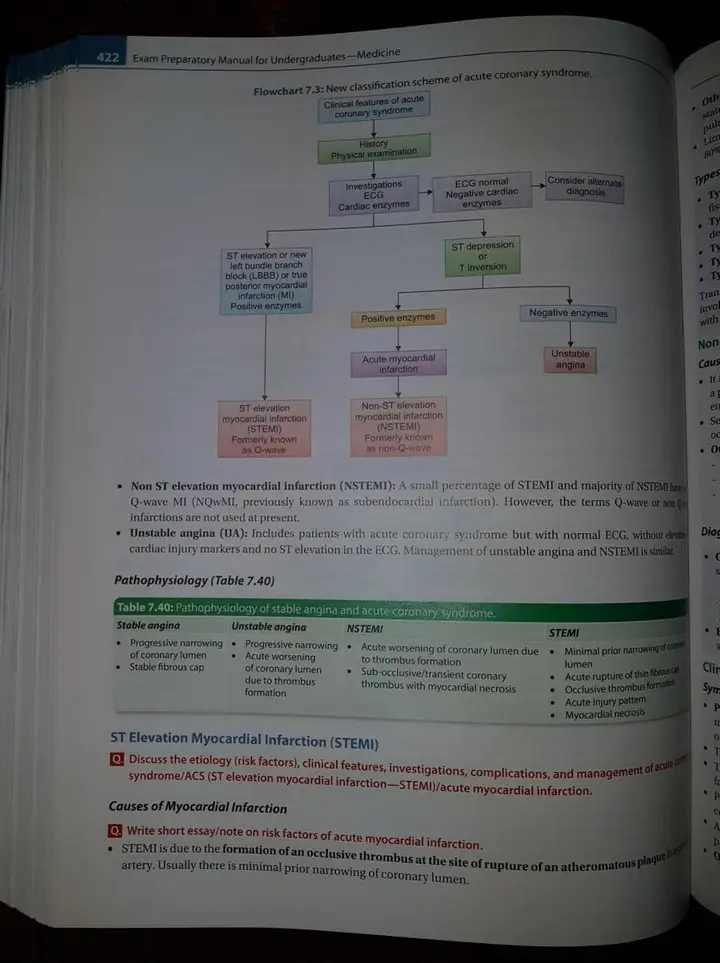 422 Exam Preparatory Manual for Undergraduates—Medicine
Flowchart 7.3: New classification scheme of acute coronary syndrome.
Clinical features of acute
coronary syndrome
History
Physical examination
Investigations
ECG
Cardiac enzymes
ECG normal
Negative cardiac
enzymes
Consider alternate
diagnosis
ST elevation or new
left bundle branch
block (LBBB) or true
posterior myocardial
infarction (MI)
Positive enzymes
ST depression
or
T inversion
Positive enzymes
Negative enzymes
Acute myocardial
infarction
Unstable
angina
ST elevation
myocardial infarction
(STEMI)
Formerly known
as Q-wave
Non-ST elevation
myocardial infarction
(NSTEMI)
Formerly known
as non-Q-wave
• Non ST elevation myocardial infarction (NSTEMI): A small percentage of STEMI and majority of NSTEMI
Q-wave MI (NQwMI, previously known as subendocardial infarction). However, the terms Q-wave or non
infarctions are not used at present.
• Unstable angina (UA): Includes patients with acute coronary syndrome but with normal ECG, without
cardiac injury markers and no ST elevation in the ECG. Management of unstable angina and NSTEMI is similar.
Pathophysiology (Table 7.40)
Table 7.40: Pathophysiology of stable angina and acute coronary syndrome.
Stable angina
• Progressive narrowing
of coronary lumen
• Stable fibrous cap
Unstable angina
• Progressive narrowing
• Acute worsening
of coronary lumen
due to thrombus
formation
NSTEMI
• Acute worsening of coronary lumen due
to thrombus formation
• Sub-occlusive/transient coronary
thrombus with myocardial necrosis
STEMI
• Minimal prior narrowing of
lumen
• Acute rupture of thin fibrous cap
• Occlusive thrombus formation
• Acute injury pattern
• Myocardial necrosis
ST Elevation Myocardial Infarction (STEMI)
Q. Discuss the etiology (risk factors), clinical features, investigations, complications, and management of acute
syndrome/ACS (ST elevation myocardial infarction—STEMI)/acute myocardial infarction.
Causes of Myocardial Infarction
Q. Write short essay/note on risk factors of acute myocardial infarction.
• STEMI is due to the formation of an occlusive thrombus at the site of rupture of an atheromatous plaque
artery. Usually there is minimal prior narrowing of coronary lumen.